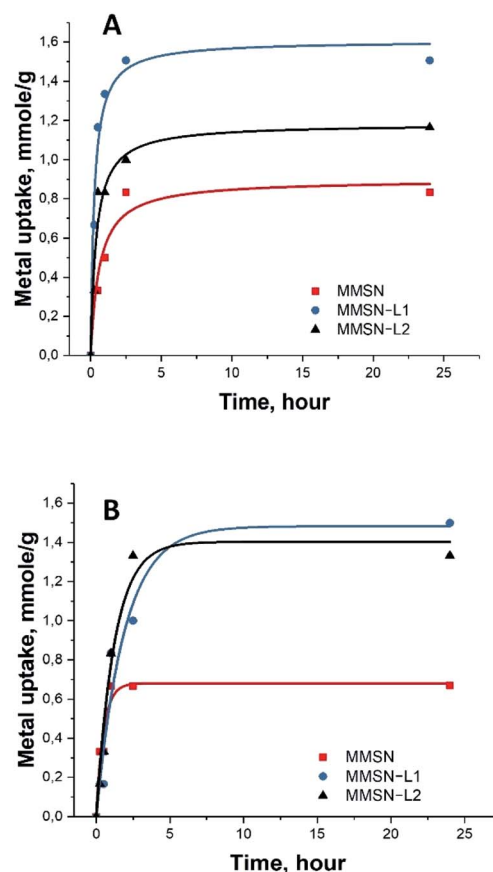 A
Metal uptake, mmole/g
1,6
1,4
1,2
1,0
0,8
0,6
0,4
0,2
0,0
MMSN
MMSN-L1
MMSN-L2
0 5 10 15 20 25
Time, hour
B
Metal uptake, mmole/g
1,6
1,4
1,2
1,0
0,8
0,6
0,4
0,2
0,0
MMSN
MMSN-L1
MMSN-L2
0 5 10 15 20 25
Time, hour